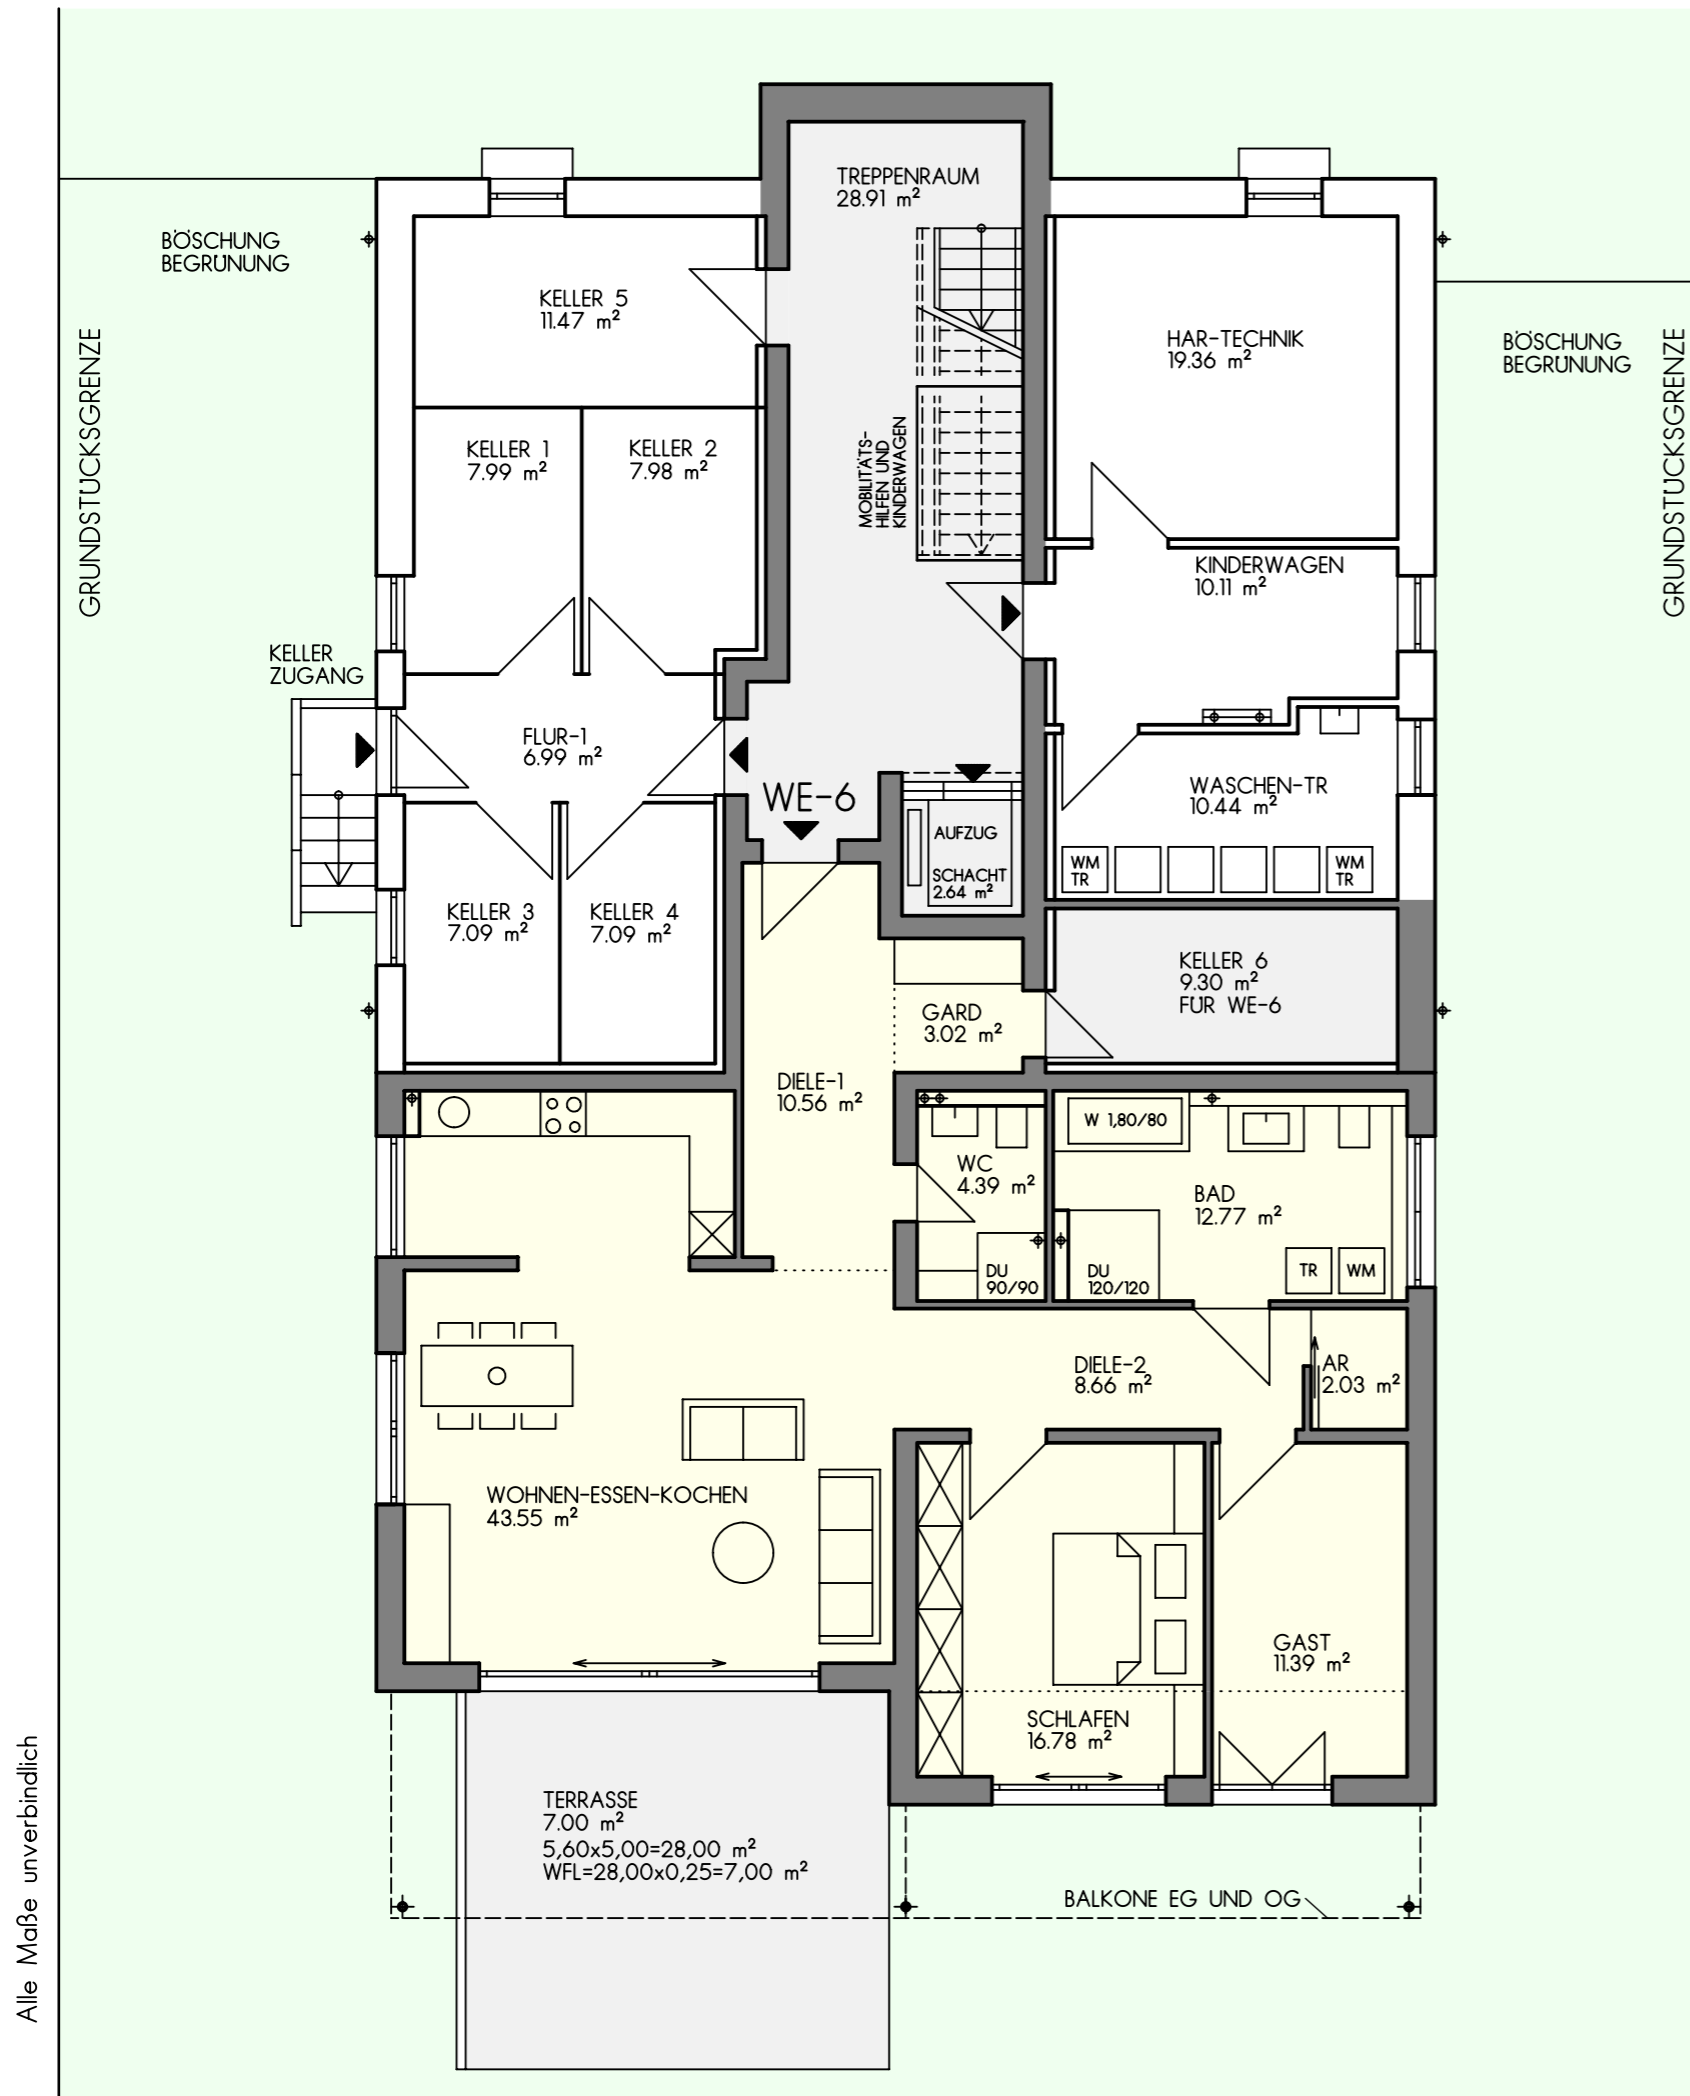 TREPPENRAUM
28.91 m²
BÖSCHUNG
BEGRÜNUNG
KELLER 5
11.47 m²
HAR-TECHNIK
19.36 m²
BÖSCHUNG
BEGRÜNUNG
GRUNDSTÜCKSGRENZE
GRUNDSTÜCKSGRENZE
KELLER 1
7.99 m²
KELLER 2
7.98 m²
MOBILITÄTS-
HILFEN UND
KINDERWAGEN
KINDERWAGEN
10.11 m²
KELLER
ZUGANG
FLUR-1
6.99 m²
WE-6
WASCHEN-TR
10.44 m²
AUFZUG
SCHACHT
2.64 m²
WM
TR
WM
TR
KELLER 3
7.09 m²
KELLER 4
7.09 m²
KELLER 6
9.30 m²
FÜR WE-6
GARD
3.02 m²
DIELE-1
10.56 m²
W 1,80/80
WC
4.39 m²
BAD
12.77 m²
DU
90/90
DU
120/120
TR
WM
DIELE-2
8.66 m²
AR
2.03 m²
WOHNEN-ESSEN-KOCHEN
43.55 m²
GAST
11.39 m²
SCHLAFEN
16.78 m²
TERRASSE
7.00 m²
5,60x5,00=28,00 m²
WFL=28,00x0,25=7,00 m²
BALKONE EG UND OG
Alle Maße unverbindlich